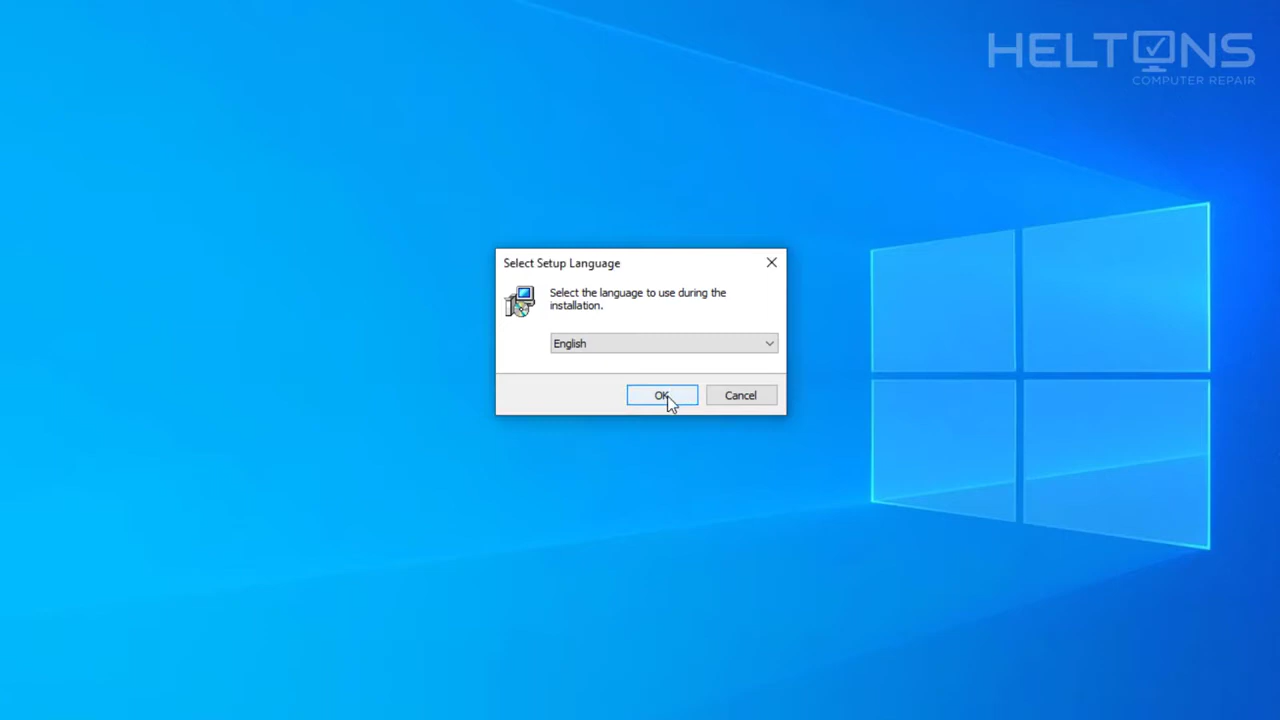 HELTONS
COMPUTER REPAIR
Select Setup Language
Select the language to use during the
installation.
English
OK
Cancel